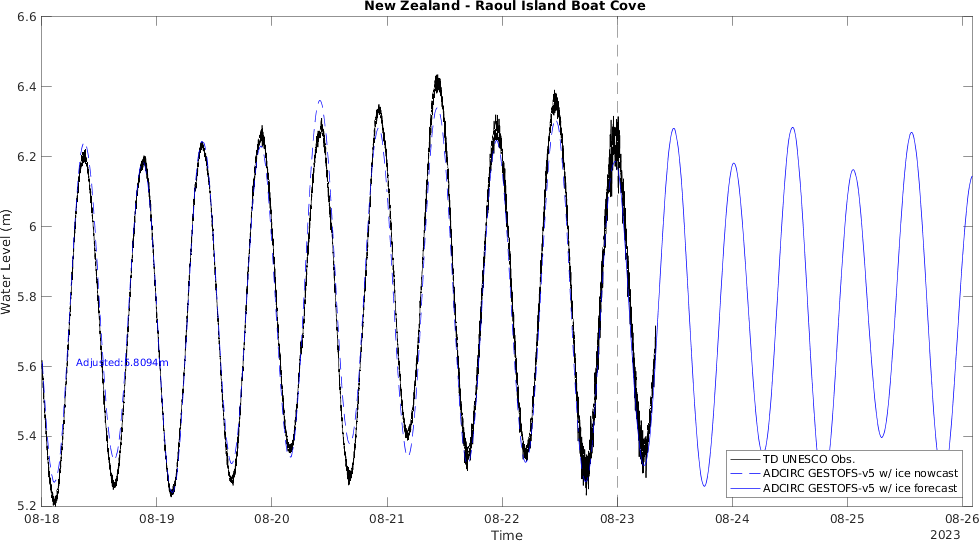 New Zealand - Raoul Island Boat Cove
6.6
6.4
6.2
6
5.8
5.6
5.4
5.2
Water Level (m)
Adjusted:5.8094m
TD UNESCO Obs.
ADCIRC GESTOFS-v5 w/ ice nowcast
ADCIRC GESTOFS-v5 w/ ice forecast
08-18 08-19 08-20 08-21 08-22 08-23 08-24 08-25 08-26
Time
2023